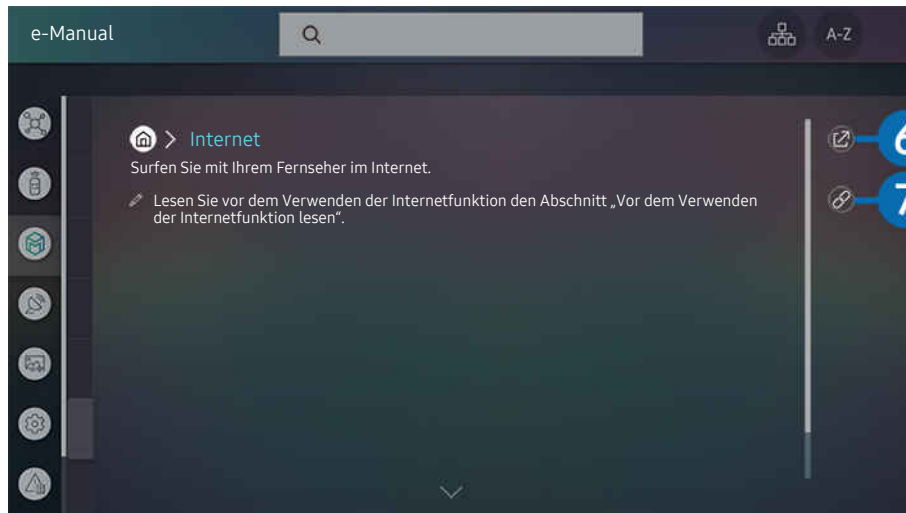 e-Manual
A-Z
> Internet
6
Surfen Sie mit Ihrem Fernseher im Internet.
Lesen Sie vor dem Verwenden der Internetfunktion den Abschnitt „Vor dem Verwenden
der Internetfunktion lesen“.
7